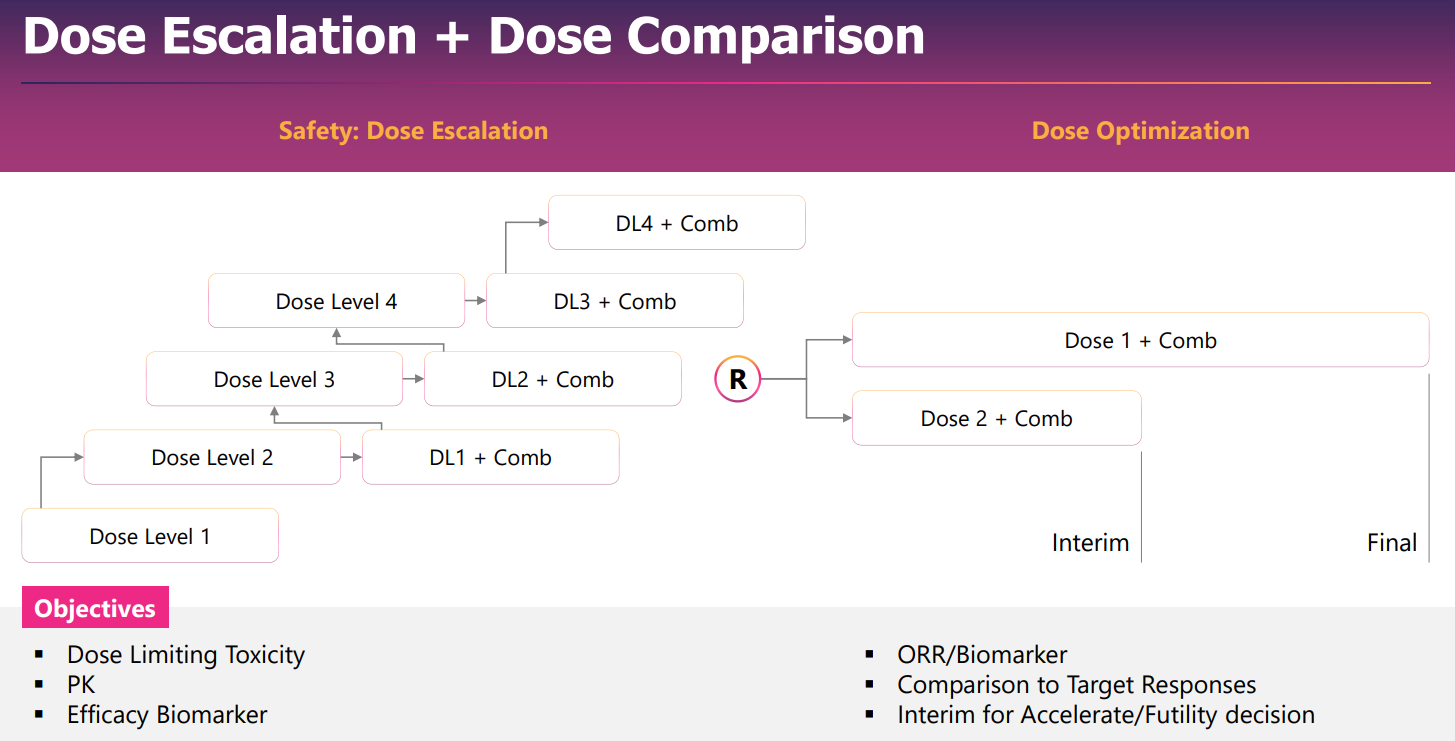 Dose Escalation + Dose Comparison
Safety: Dose Escalation
Dose Optimization
DL4 + Comb
Dose Level 4
DL3 + Comb
Dose Level 3
DL2 + Comb
Dose Level 2
DL1 + Comb
Dose Level 1
R
Dose 1 + Comb
Dose 2 + Comb
Interim
Final
Objectives
▪ Dose Limiting Toxicity
▪ PK
▪ Efficacy Biomarker
▪ ORR/Biomarker
▪ Comparison to Target Responses
▪ Interim for Accelerate/Futility decision